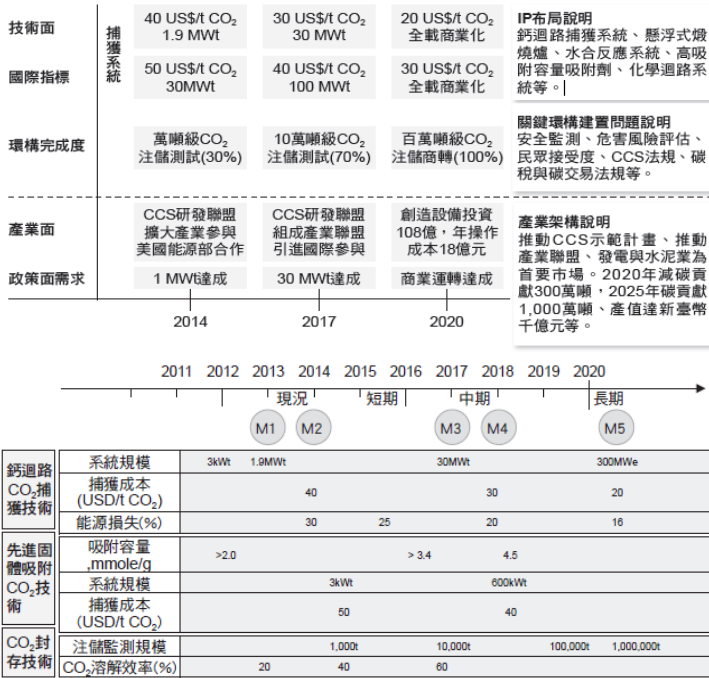 技術面
捕獲系統
40 US$/t CO₂
1.9 MWt
30 US$/t CO₂
30 MWt
20 US$/t CO₂
全載商業化
國際指標
50 US$/t CO₂
30MWt
40 US$/t CO₂
100 MWt
30 US$/t CO₂
全載商業化
環構完成度
萬噸級CO₂
注儲測試(30%)
10萬噸級CO₂
注儲測試(70%)
百萬噸級CO₂
注儲商轉(100%)
產業面
CCS研發聯盟
擴大產業參與
美國能源部合作
CCS研發聯盟
組成產業聯盟
引進國際參與
創造設備投資
108億，年操作
成本18億元
政策面需求
1 MWt達成
30 MWt達成
商業運轉達成
2014
2017
2020
IP布局說明
鈣迴路捕獲系統、懸浮式煅
燒爐、水合反應系統、高吸
附容量吸附劑、化學迴路系
統等。
關鍵環構建置問題說明
安全監測、危害風險評估、
民眾接受度、CCS法規、碳
稅與碳交易法規等。
產業架構說明
推動CCS示範計畫、推動
產業聯盟、發電與水泥業為
首要市場。2020年減碳貢
獻300萬噸，2025年碳貢獻
1,000萬噸、產值達新臺幣
千億元等。
2011 2012 2013 2014 2015 2016 2017 2018 2019 2020
現況 短期 中期 長期
M1 M2 M3 M4 M5
鈣迴路
CO₂捕
獲技術
系統規模 3kWt 1.9MWt 30MWt 300MWe
捕獲成本
(USD/t CO₂)
40 30 20
能源損失(%) 30 25 20 16
先進固
體吸附
CO₂技
術
吸附容量
,mmole/g
>2.0 > 3.4 4.5
系統規模 3kWt 600kWt
捕獲成本
(USD/t CO₂)
50 40
CO₂封
存技術
注儲監測規模 1,000t 10,000t 100,000t 1,000,000t
CO₂溶解效率(%) 20 40 60